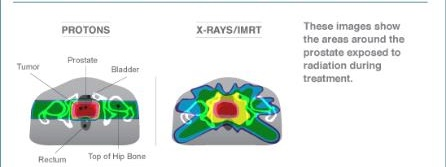 PROTONS
X-RAYS/IMRT
Prostate
Tumor
Bladder
Rectum
Top of Hip Bone
These images show
the areas around the
prostate exposed to
radiation during
treatment.